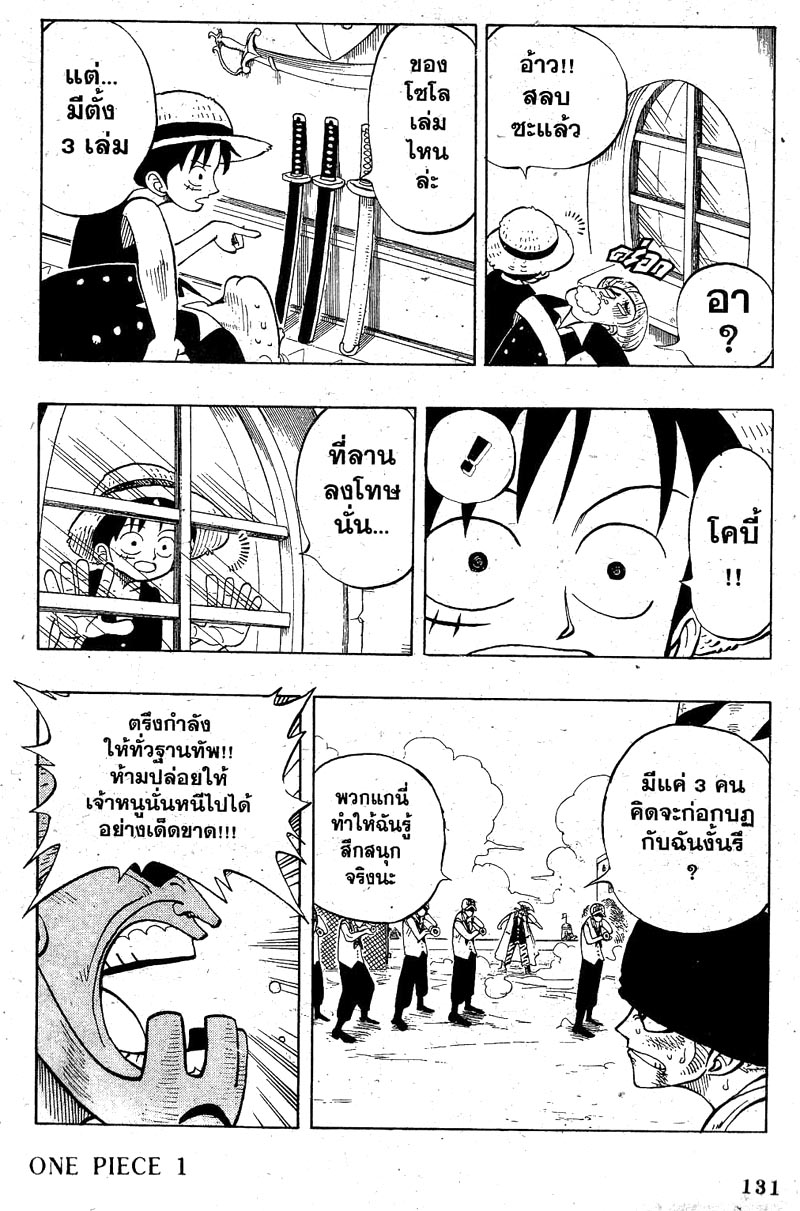 แต่...
มีตั้ง
3 เล่ม
ของ
โซโล
เล่ม
ไหน
ล่ะ
อ้าว!!
สลบ
ซะแล้ว
คร่อก
อา
?
ที่ลาน
ลงโทษ
นั่น...
!
โคบี้
!!
ตรึงกำลัง
ให้ทั่วฐานทัพ!!
ห้ามปล่อยให้
เจ้าหนูนั่นหนีไปได้
อย่างเด็ดขาด!!!
พวกแกนี่
ทำให้ฉันรู้
สึกสนุก
จริงนะ
มีแค่ 3 คน
คิดจะก่อกบฏ
กับฉันงั้นรึ
?
ONE PIECE 1
131